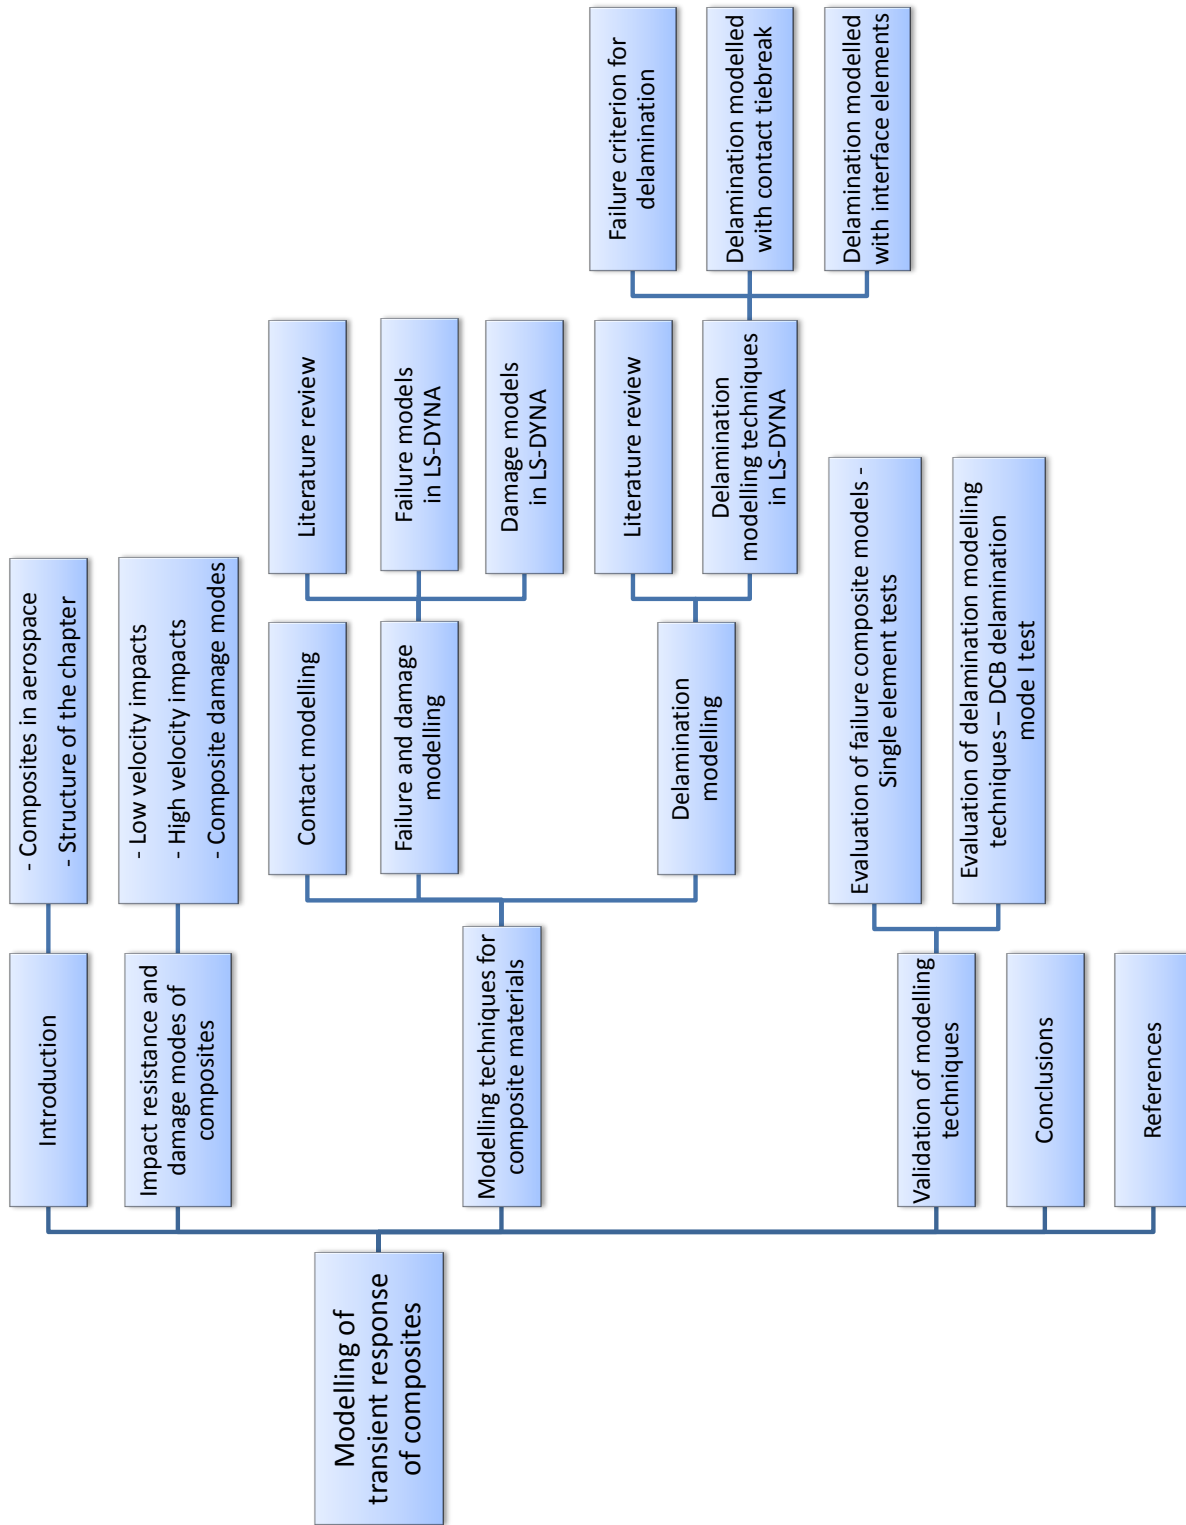 Modelling of
transient response
of composites
Introduction
- Composites in aerospace
- Structure of the chapter
Impact resistance and
damage modes of
composites
- Low velocity impacts
- High velocity impacts
- Composite damage modes
Modelling techniques for
composite materials
Contact modelling
Failure and damage
modelling
Literature review
Failure models
in LS-DYNA
Damage models
in LS-DYNA
Delamination
modelling
Literature review
Delamination
modelling techniques
in LS-DYNA
Failure criterion for
delamination
Delamination modelled
with contact tiebreak
Delamination modelled
with interface elements
Validation of modelling
techniques
Evaluation of failure composite models -
Single element tests
Evaluation of delamination modelling
techniques – DCB delamination
mode I test
Conclusions
References